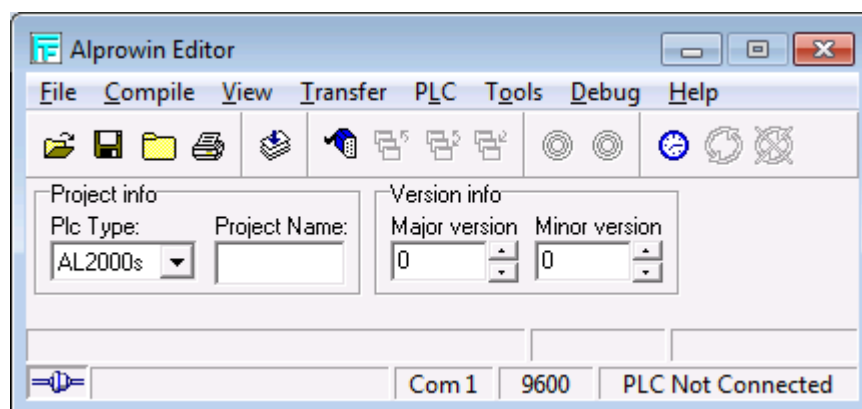 Alprowin Editor
File Compile View Transfer PLC Tools Debug Help
Project info Version info
Plc Type: Project Name: Major version Minor version
AL2000s 0 0
Com 1 9600 PLC Not Connected